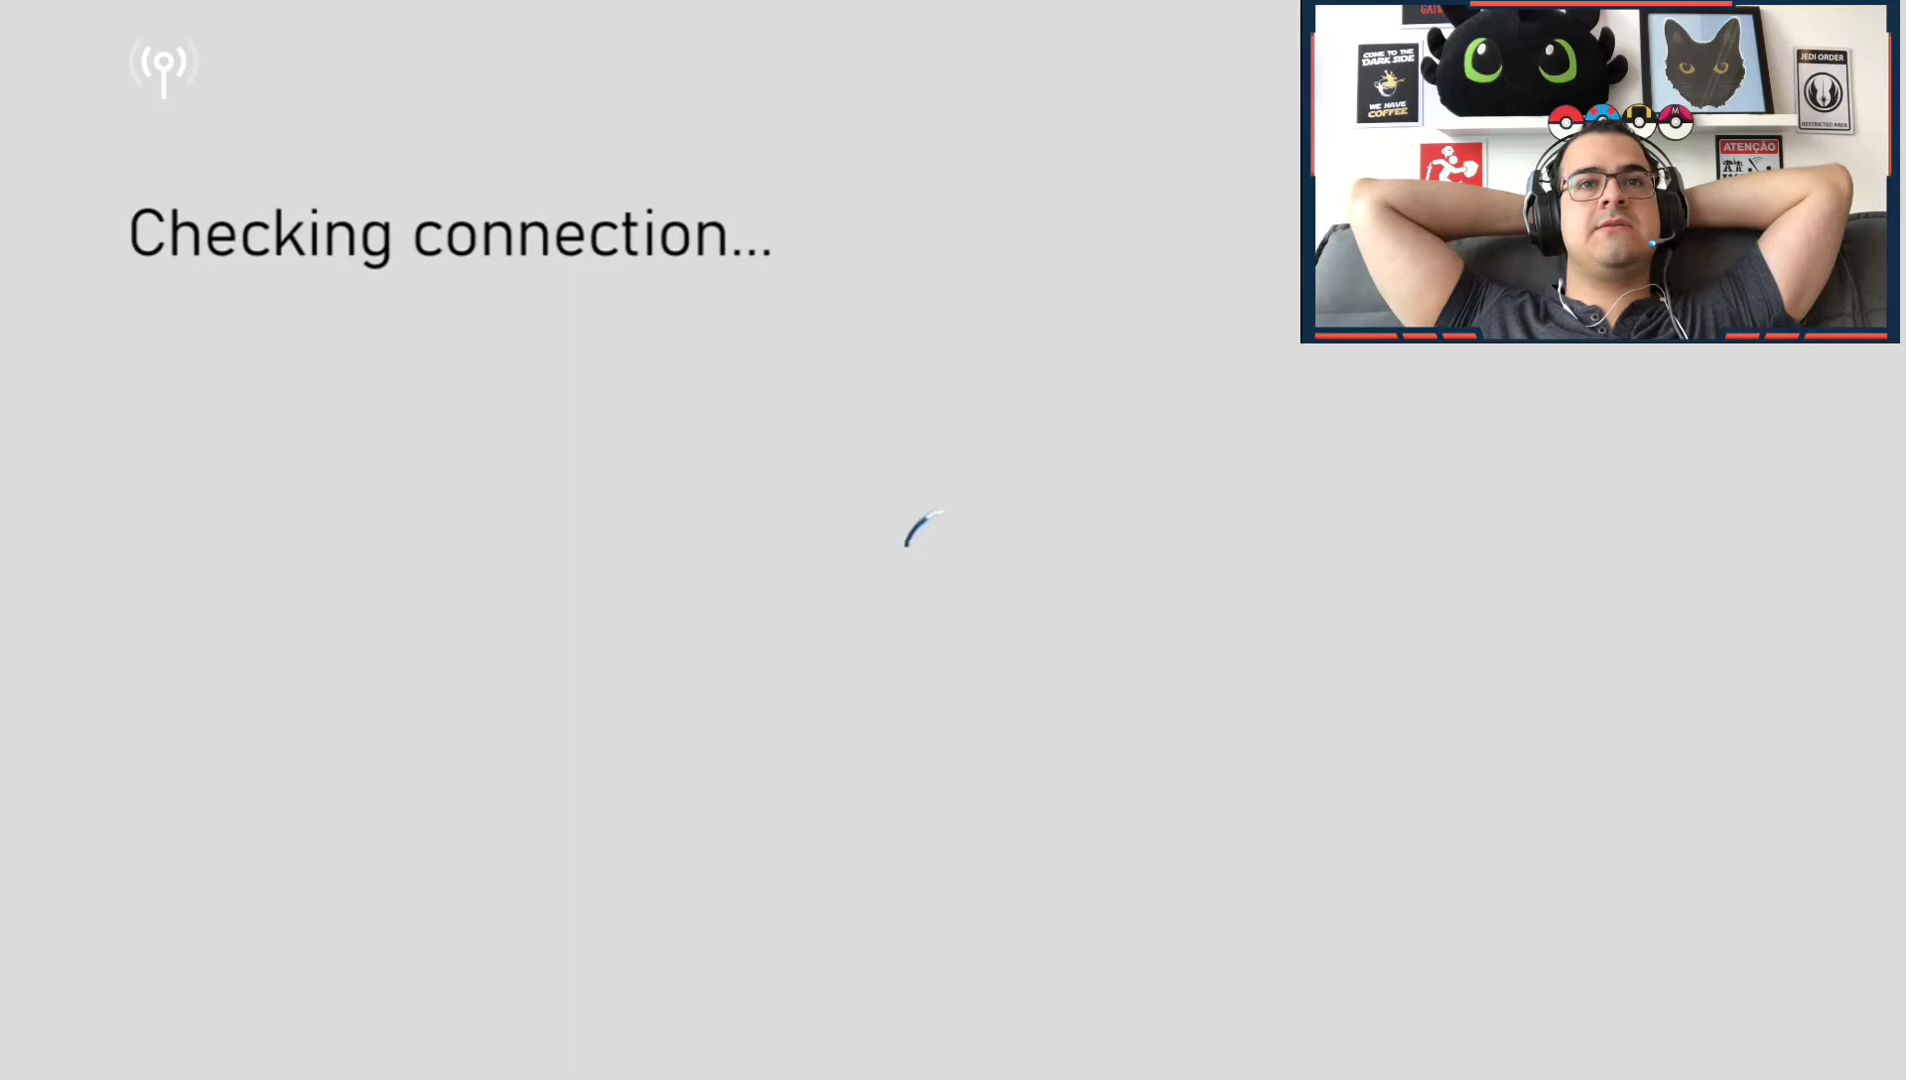 Checking connection...
COME TO THE
DARK SIDE
WE HAVE
COFFEE
JEDI ORDER
RESTRICTED AREA
ATENÇÃO
M